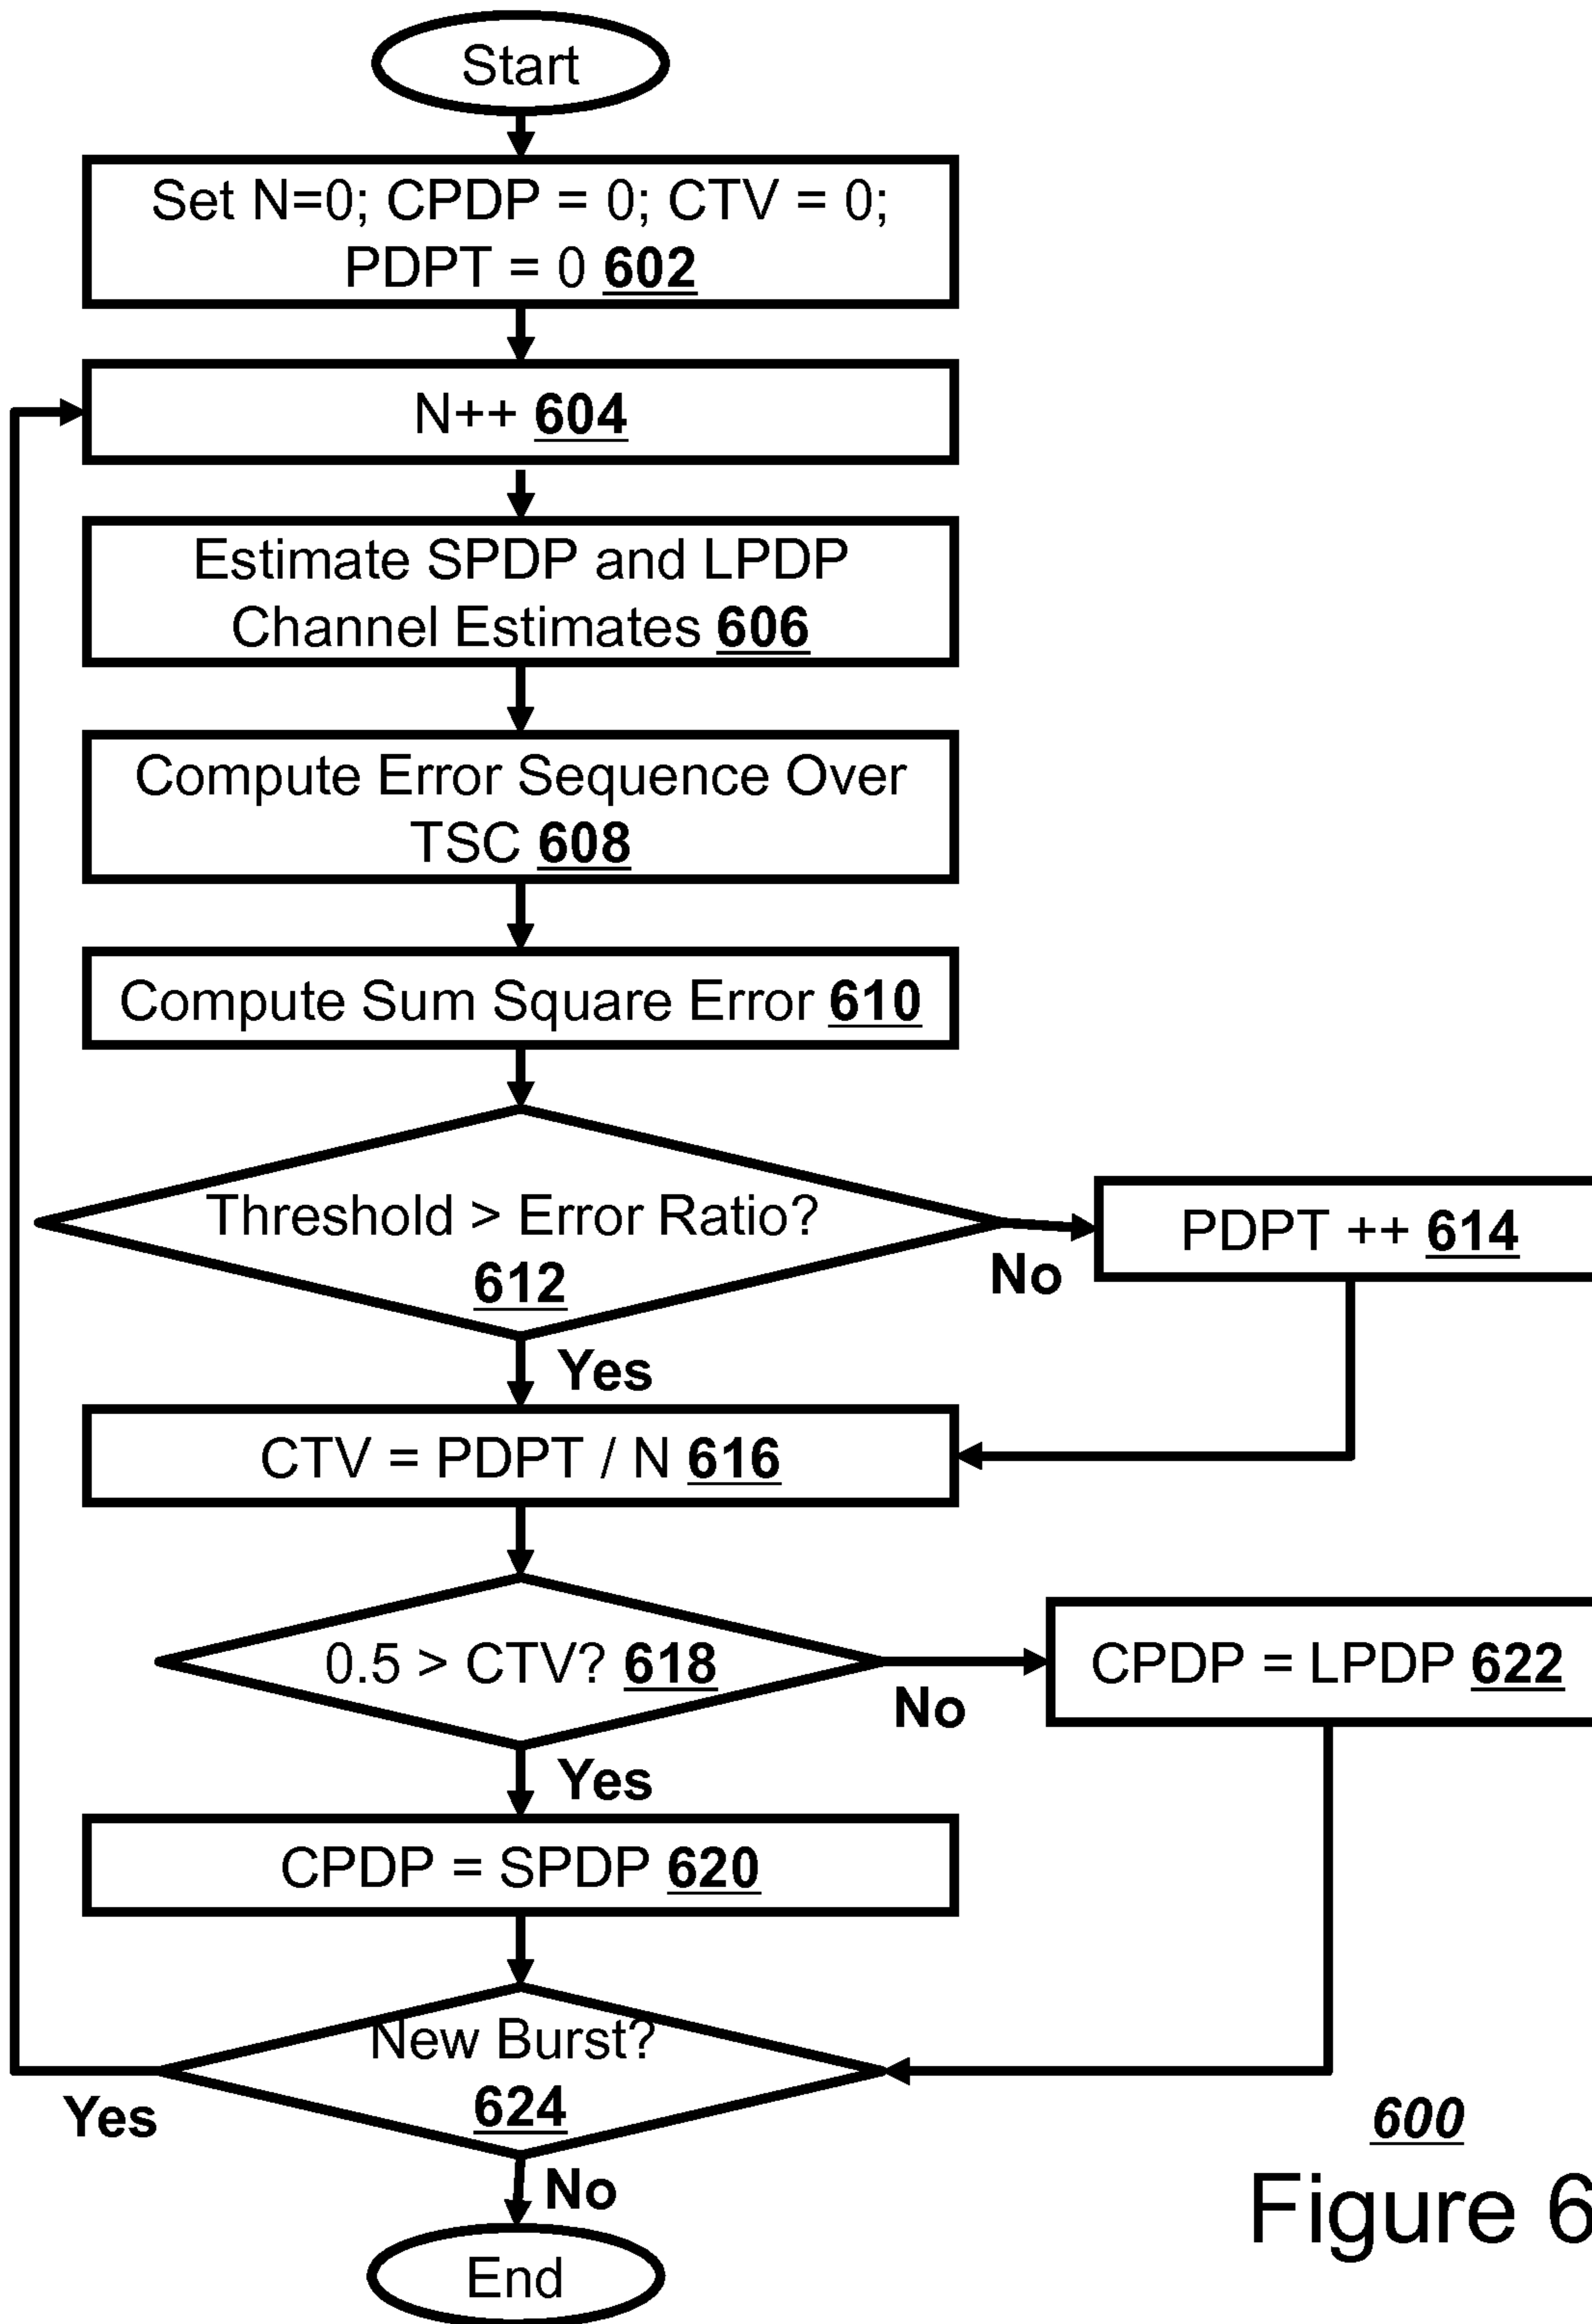 Start
Set N=0; CPDP = 0; CTV = 0;
PDPT = 0 602
N++ 604
Estimate SPDP and LPDP
Channel Estimates 606
Compute Error Sequence Over
TSC 608
Compute Sum Square Error 610
Threshold > Error Ratio?
612
No
PDPT ++ 614
Yes
CTV = PDPT / N 616
0.5 > CTV? 618
No
CPDP = LPDP 622
Yes
CPDP = SPDP 620
New Burst?
624
Yes
No
End
600
Figure 6